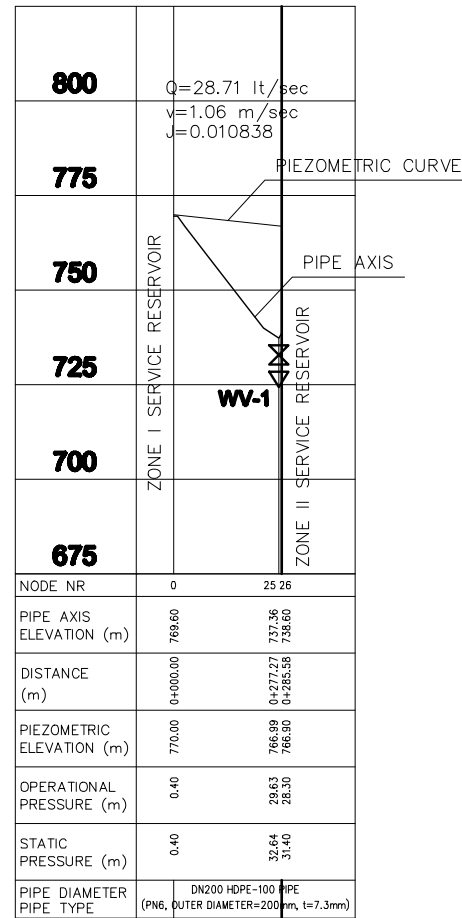 800
Q=28.71 lt/sec
v=1.06 m/sec
J=0.010838
775
PIEZOMETRIC CURVE
750
PIPE AXIS
ZONE I SERVICE RESERVOIR
ZONE II SERVICE RESERVOIR
725
WV-1
700
675
NODE NR 0 25 26
PIPE AXIS
ELEVATION (m) 769.60 737.36 738.60
DISTANCE
(m) 0+000.00 0+277.27 0+285.58
PIEZOMETRIC
ELEVATION (m) 770.00 766.99 766.90
OPERATIONAL
PRESSURE (m) 0.40 29.63 28.30
STATIC
PRESSURE (m) 0.40 32.64 31.40
PIPE DIAMETER
PIPE TYPE
DN200 HDPE-100 PIPE
(PN6, OUTER DIAMETER=200mm, t=7.3mm)